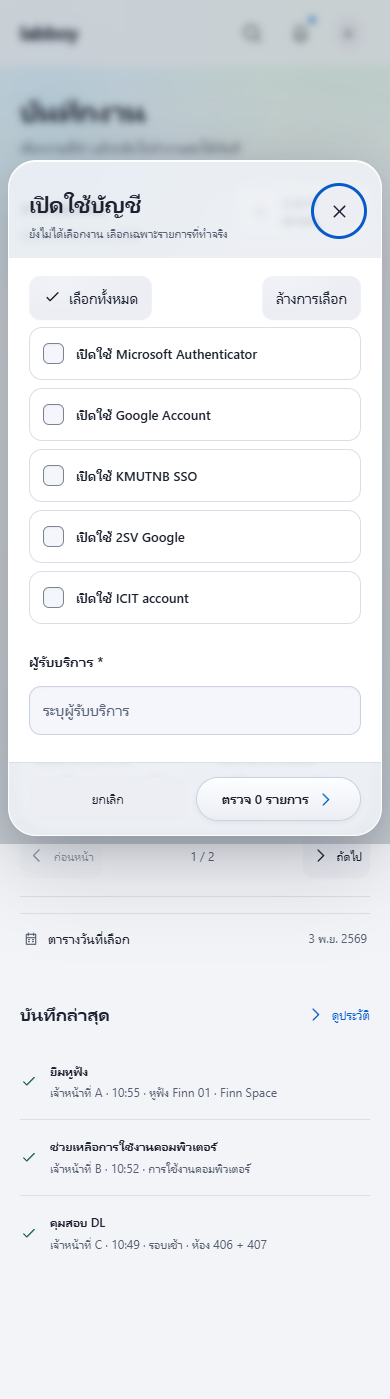 labboy
บันทึกงาน
เปิดใช้บัญชี
ยังไม่ได้เลือกงาน เลือกเฉพาะรายการที่ทำจริง
เลือกทั้งหมด
ล้างการเลือก
เปิดใช้ Microsoft Authenticator
เปิดใช้ Google Account
เปิดใช้ KMUTNB SSO
เปิดใช้ 2SV Google
เปิดใช้ ICIT account
ผู้รับบริการ *
ระบุผู้รับบริการ
ยกเลิก
ตรวจ 0 รายการ
ก่อนหน้า
1 / 2
ถัดไป
ตารางวันที่เลือก
3 พ.ย. 2569
บันทึกล่าสุด
ดูประวัติ
ยืมหูฟัง
เจ้าหน้าที่ A · 10:55 · หูฟัง Finn 01 · Finn Space
ช่วยเหลือการใช้งานคอมพิวเตอร์
เจ้าหน้าที่ B · 10:52 · การใช้งานคอมพิวเตอร์
คุมสอบ DL
เจ้าหน้าที่ C · 10:49 · รอบเช้า · ห้อง 406 + 407